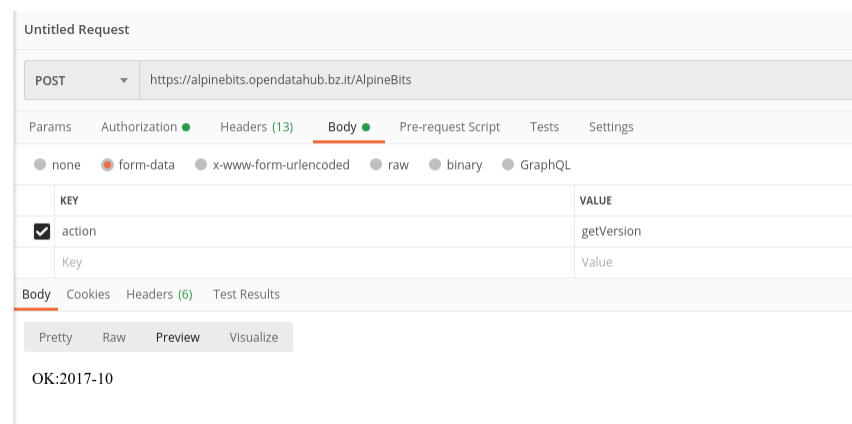 Untitled Request
POST https://alpinebits.opendatahub.bz.it/AlpineBits
Params Authorization Headers (13) Body Pre-request Script Tests Settings
none form-data x-www-form-urlencoded raw binary GraphQL
KEY VALUE
action getVersion
Key Value
Body Cookies Headers (6) Test Results
Pretty Raw Preview Visualize
OK:2017-10